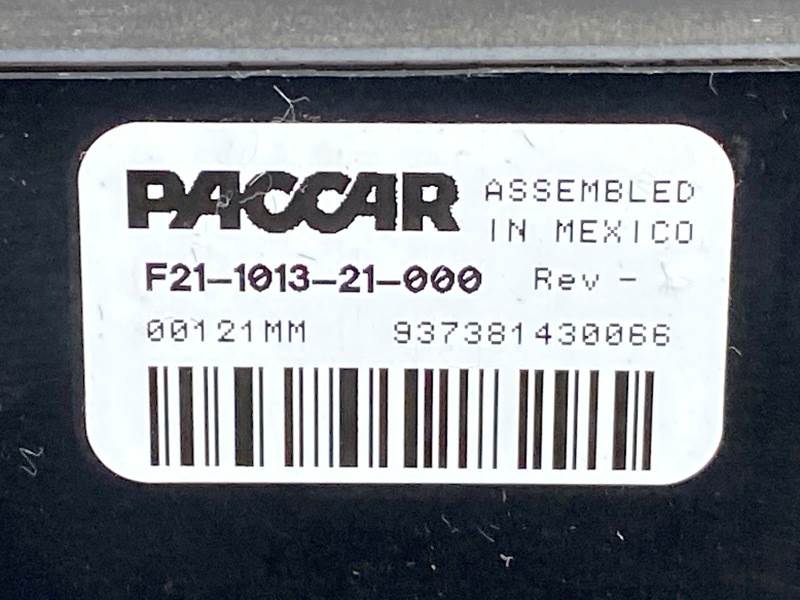 PACCAR ASSEMBLED
IN MEXICO
F21-1013-21-000 Rev -
00121MM 937381430066